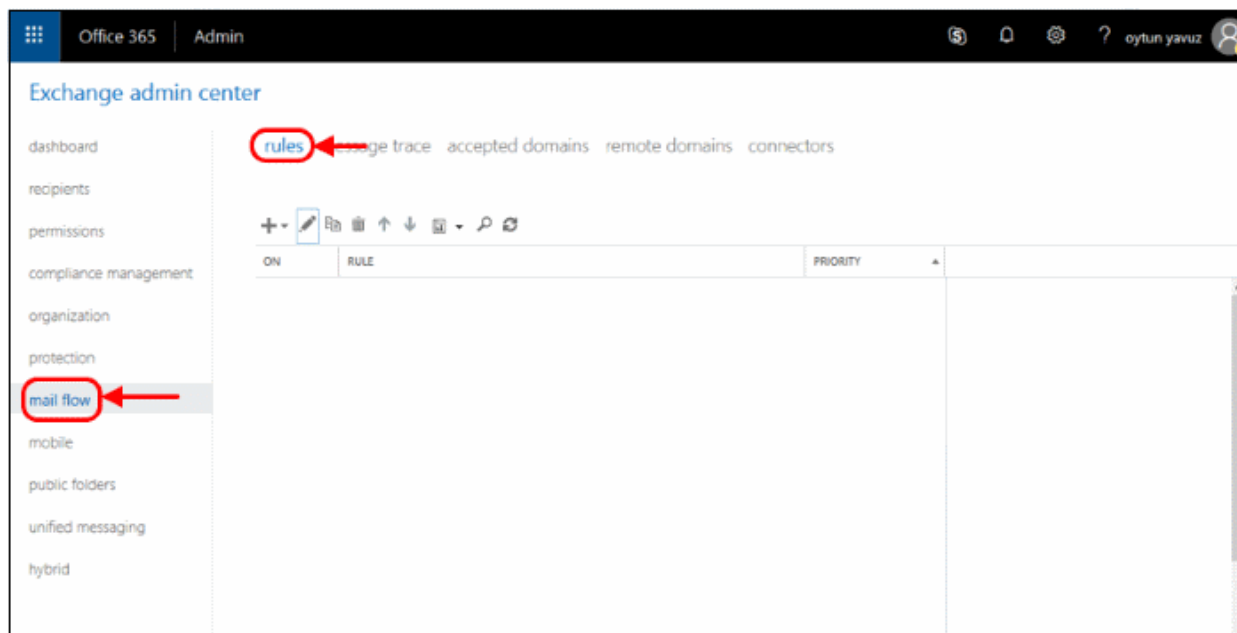 Office 365 Admin oytun yavuz
Exchange admin center
dashboard
recipients
permissions
compliance management
organization
protection
mail flow
mobile
public folders
unified messaging
hybrid
rules trace accepted domains remote domains connectors
ON RULE PRIORITY